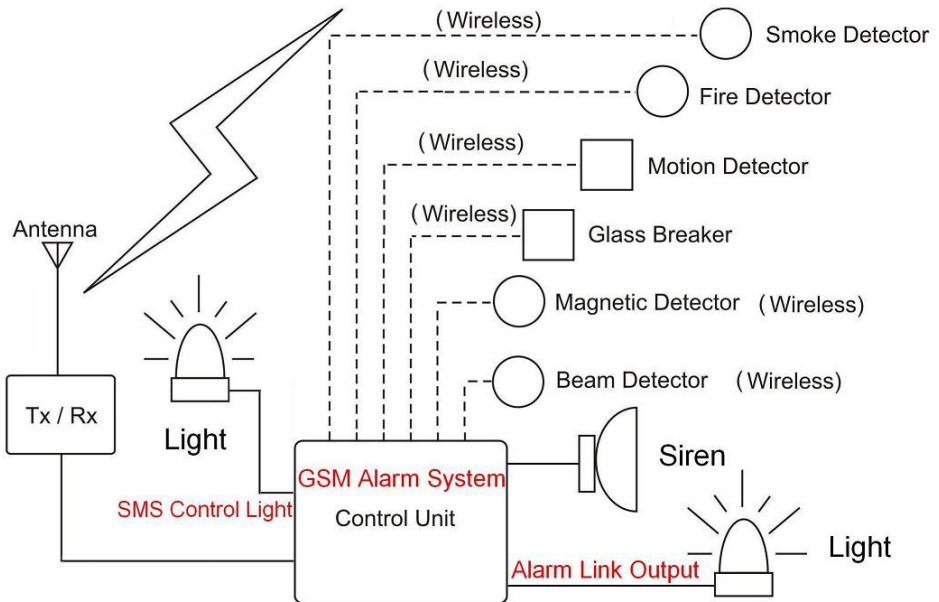 (Wireless)
Smoke Detector
(Wireless)
Fire Detector
(Wireless)
Motion Detector
(Wireless)
Glass Breaker
Antenna
Magnetic Detector (Wireless)
Beam Detector (Wireless)
Tx / Rx
Light
Siren
GSM Alarm System
SMS Control Light
Control Unit
Light
Alarm Link Output